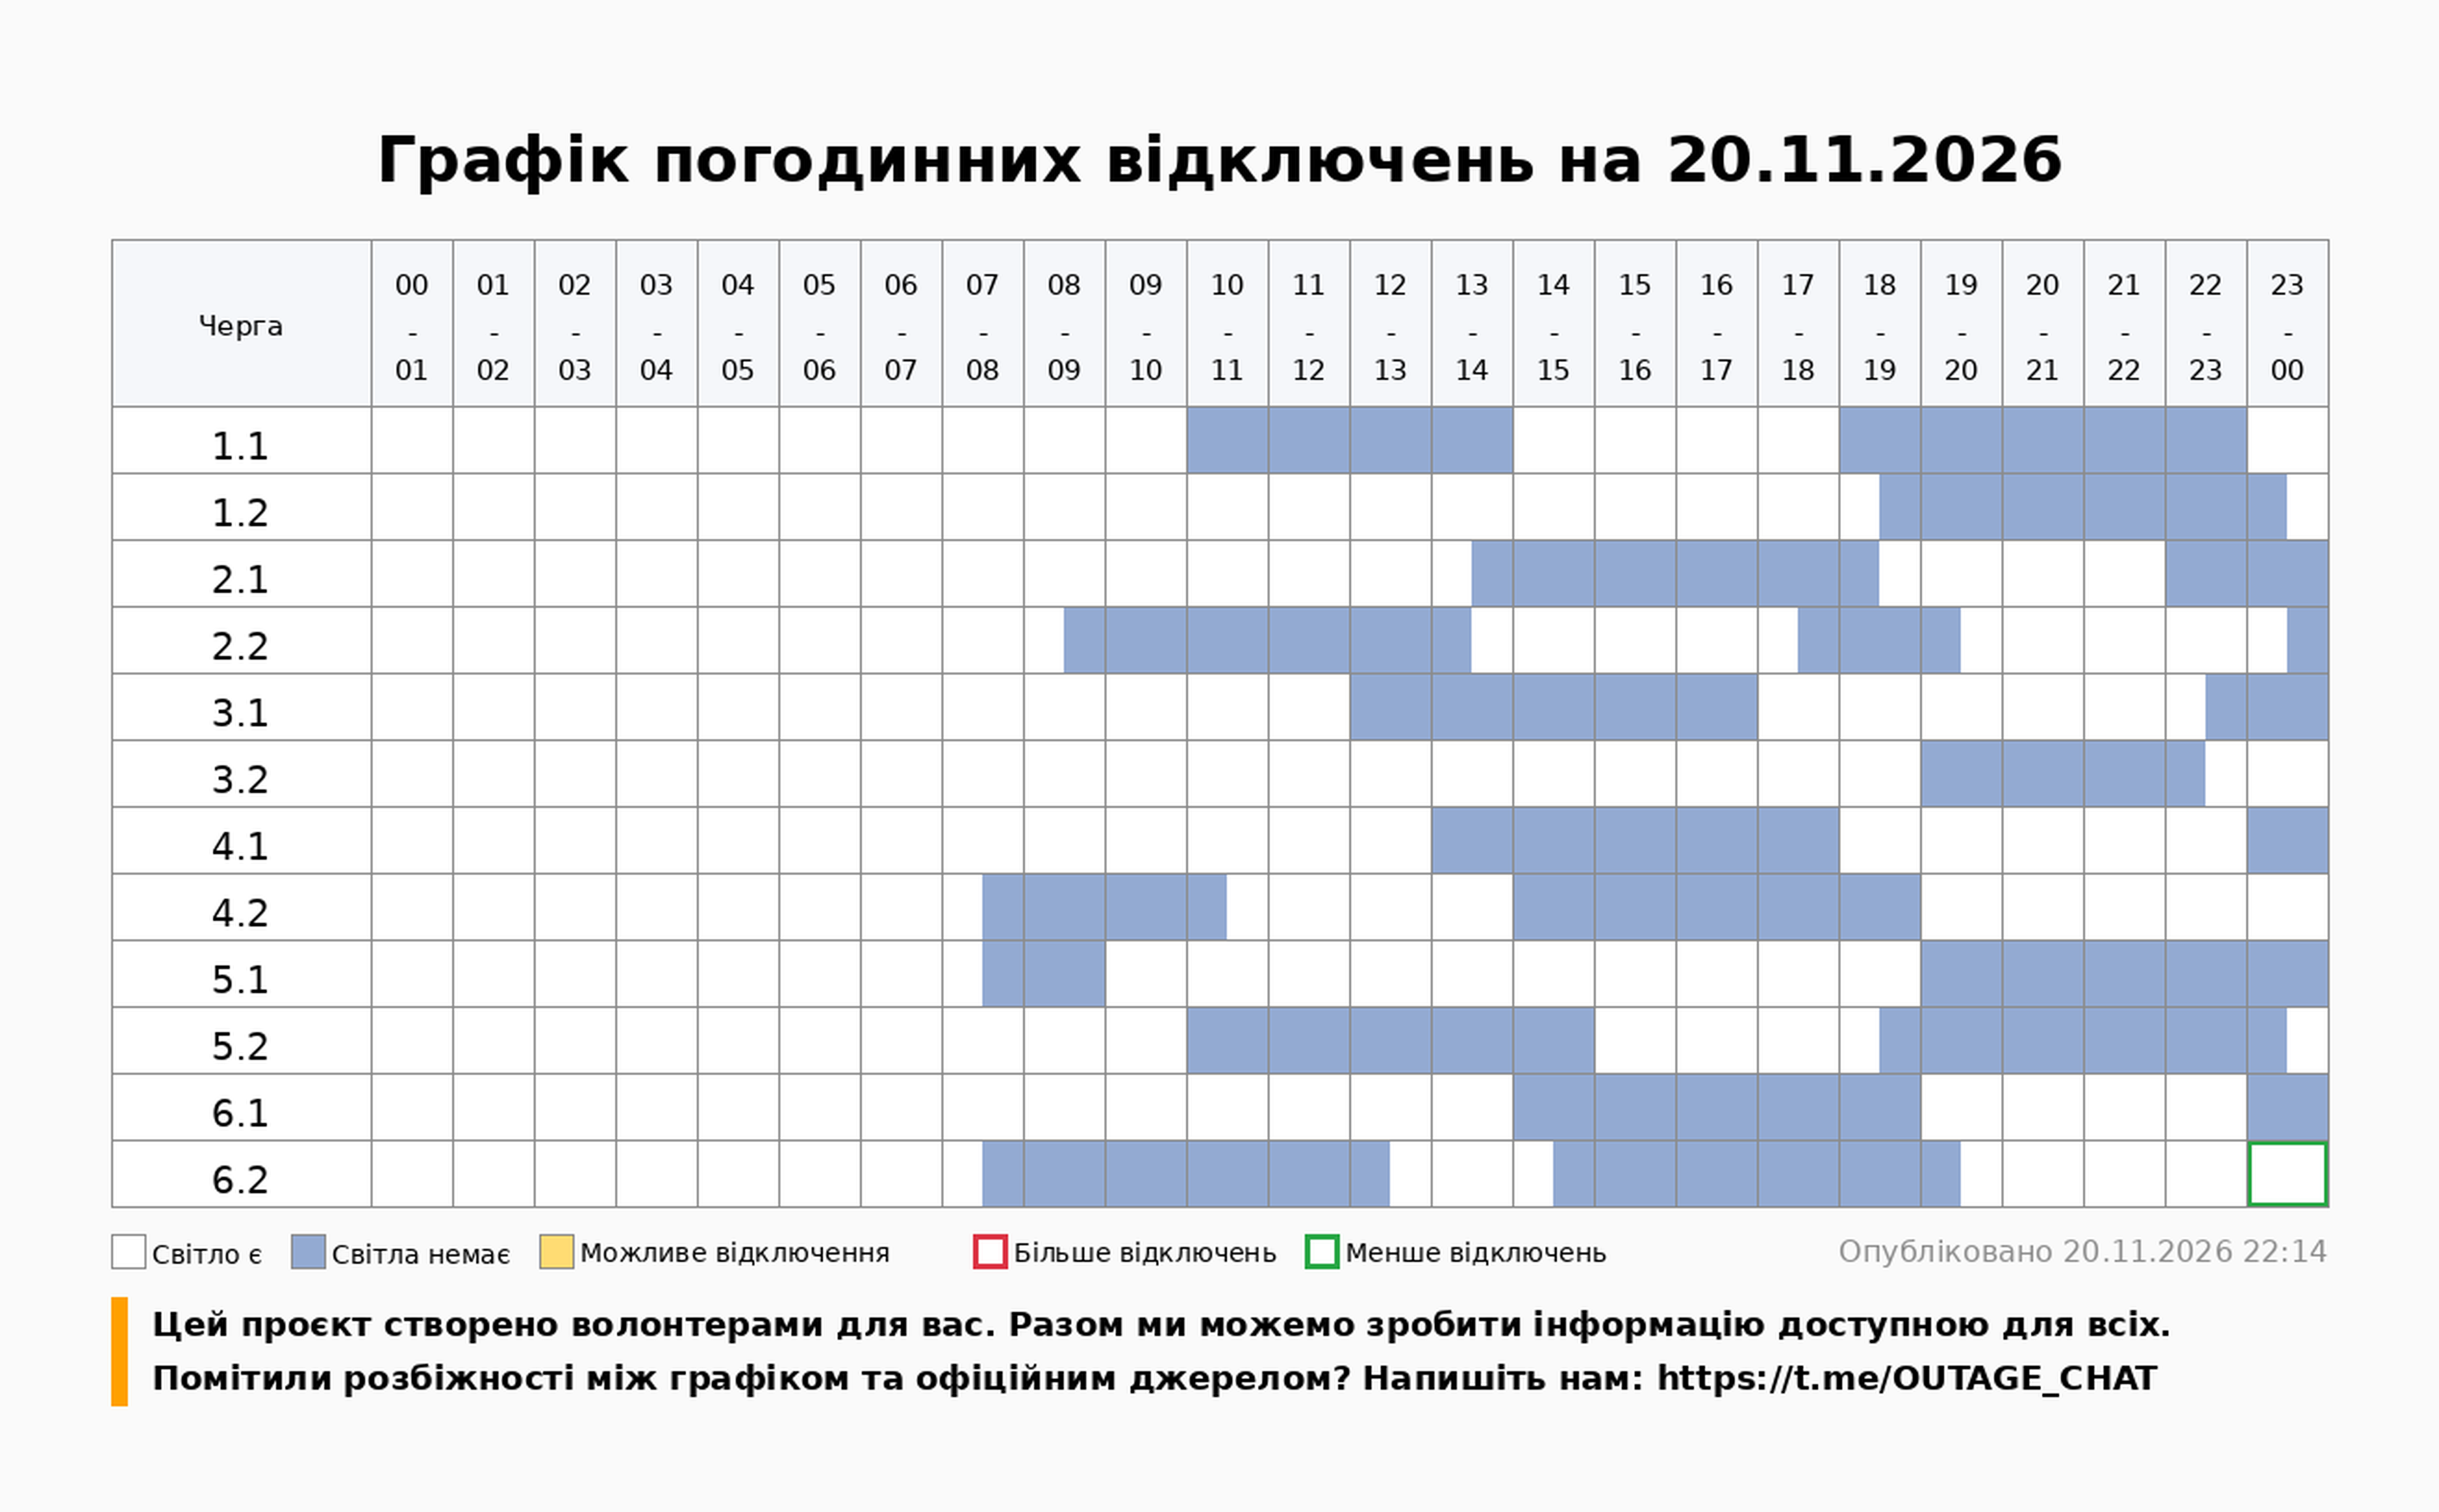 Графік погодинних відключень на 20.11.2026
Черга 00 - 01 01 - 02 02 - 03 03 - 04 04 - 05 05 - 06 06 - 07 07 - 08 08 - 09 09 - 10 10 - 11 11 - 12 12 - 13 13 - 14 14 - 15 15 - 16 16 - 17 17 - 18 18 - 19 19 - 20 20 - 21 21 - 22 22 - 23 23 - 00
1.1
1.2
2.1
2.2
3.1
3.2
4.1
4.2
5.1
5.2
6.1
6.2
Світло є Світла немає Можливе відключення Більше відключень Менше відключень Опубліковано 20.11.2026 22:14
Цей проєкт створено волонтерами для вас. Разом ми можемо зробити інформацію доступною для всіх.
Помітили розбіжності між графіком та офіційним джерелом? Напишіть нам: https://t.me/OUTAGE_CHAT